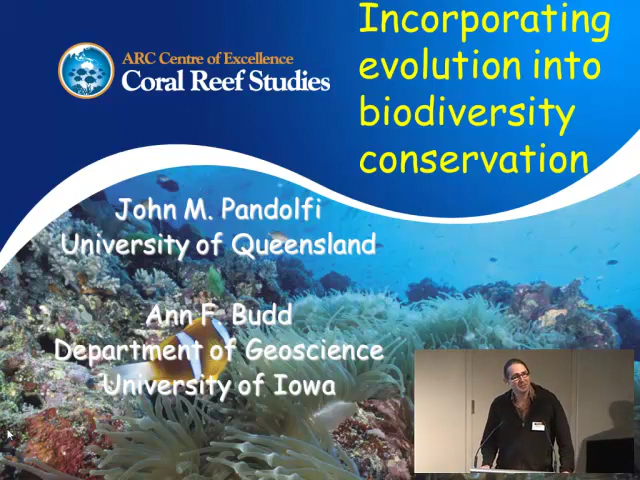 Incorporating
evolution into
biodiversity
conservation
ARC Centre of Excellence
Coral Reef Studies
John M. Pandolfi
University of Queensland
Ann F. Budd
Department of Geoscience
University of Iowa